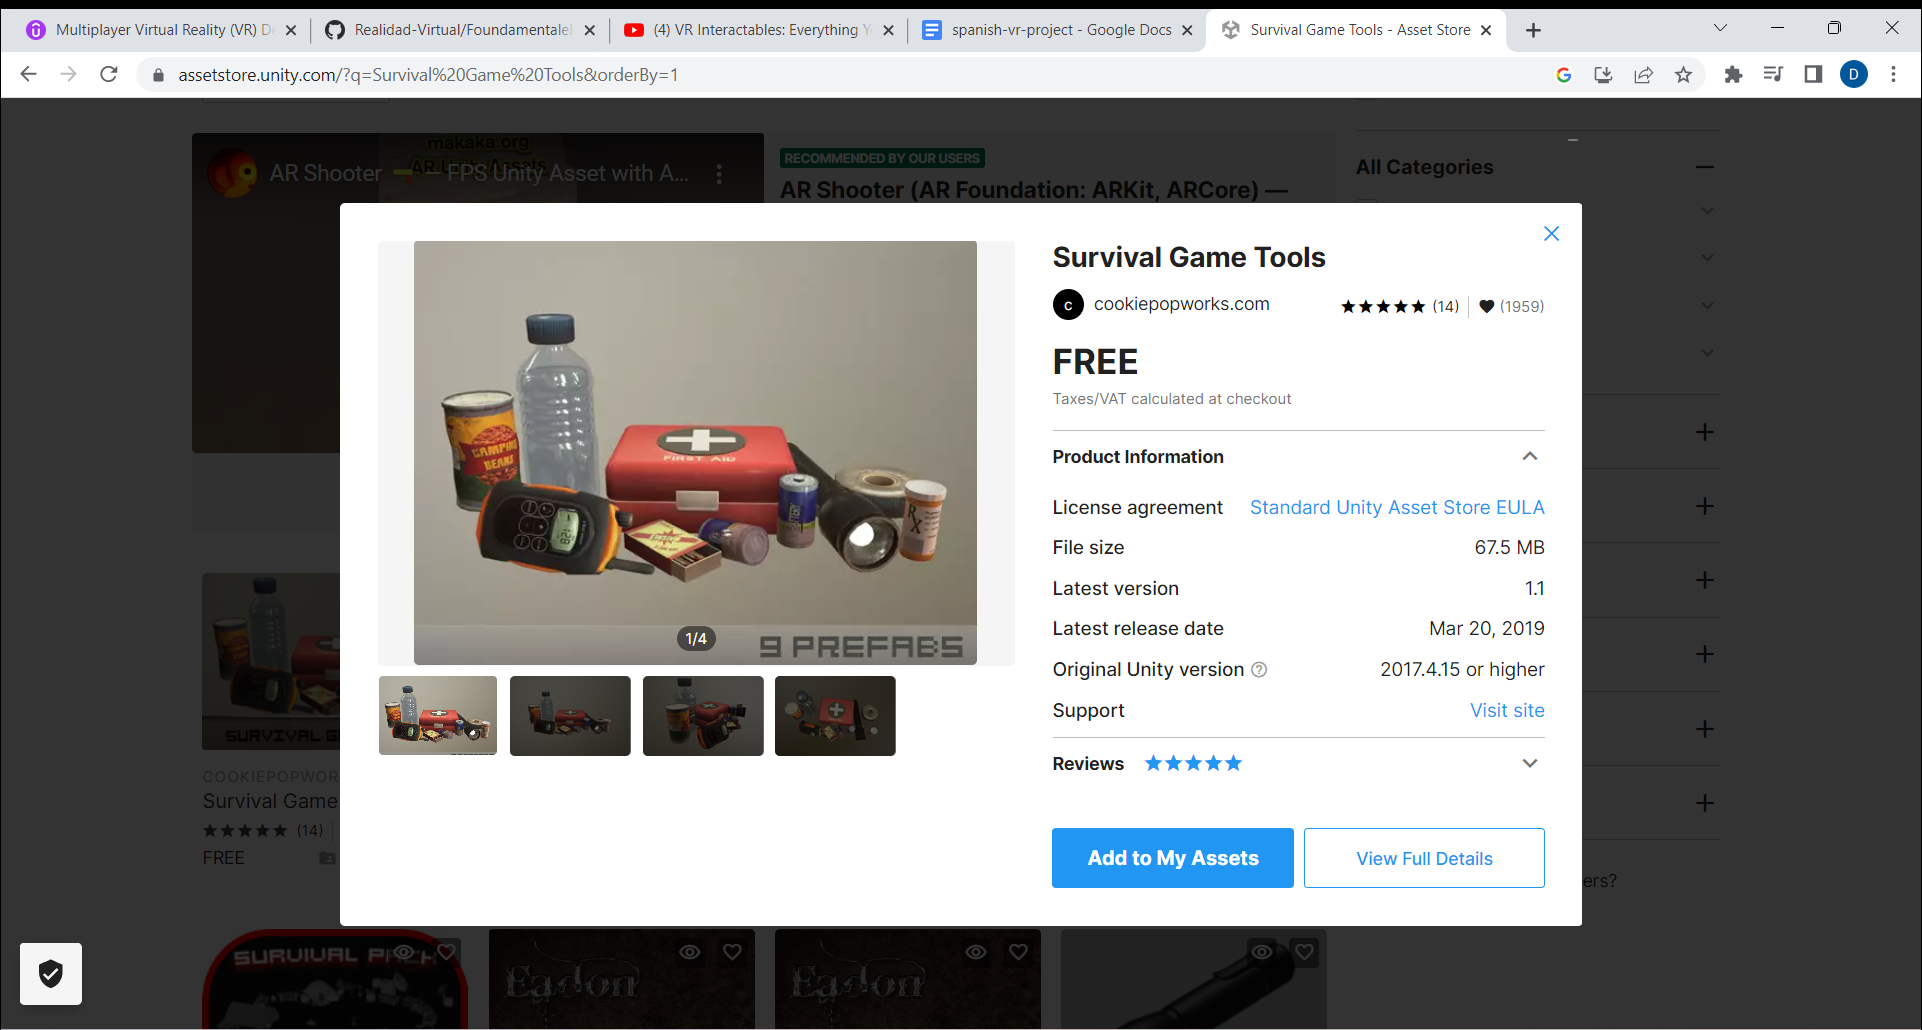 Multiplayer Virtual Reality (VR) De
Realidad-Virtual/Foundamentale
(4) VR Interactables: Everything Y
spanish-vr-project - Google Docs
Survival Game Tools - Asset Store
assetstore.unity.com/?q=Survival%20Game%20Tools&orderBy=1
D
makaka.org
AR Unity Assets
AR Shooter — FPS Unity Asset with A...
RECOMMENDED BY OUR USERS
AR Shooter (AR Foundation: ARKit, ARCore) —
All Categories
Survival Game Tools
c cookiepopworks.com
(14) (1959)
FREE
Taxes/VAT calculated at checkout
Product Information
License agreement Standard Unity Asset Store EULA
File size 67.5 MB
Latest version 1.1
Latest release date Mar 20, 2019
Original Unity version 2017.4.15 or higher
Support Visit site
Reviews
Add to My Assets
View Full Details
CAMPING
BEANS
FIRST AID
RX
1/4
9 PREFABS
SURVIVAL G
COOKIEPOPWOR
Survival Game
(14)
FREE
ers?
SURVIVAL PACK
Eadon
Eadon